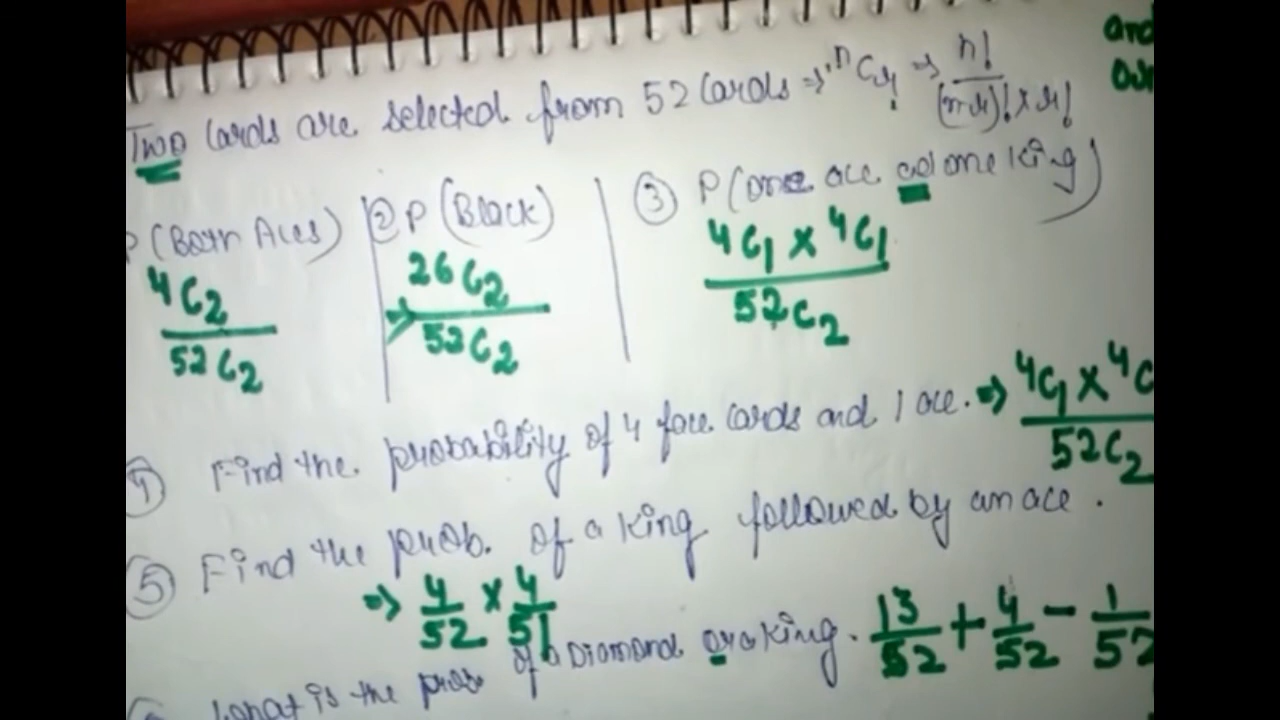 Two Cards are selected from 52 Cards ⇒ ⁿCr ⇒ n! / (n-r)! × r!
and
P (Both Aces) ② P (Black) ③ P (one ace ad one King)
4C2 / 52C2 ⇒ 26C2 / 52C2 4C1 × 4C1 / 52C2
④ Find the probability of 4 face cards and 1 ace. ⇒ 4C1 × 4C / 52C2
⑤ Find the prob. of a King followed by an ace.
⇒ 4/52 × 4/51
What is the prob of a Diamond or a King. 13/52 + 4/52 - 1/52